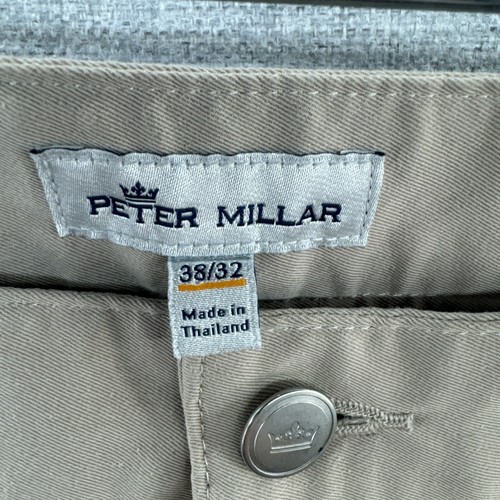 PETER MILLAR
38/32
Made in
Thailand